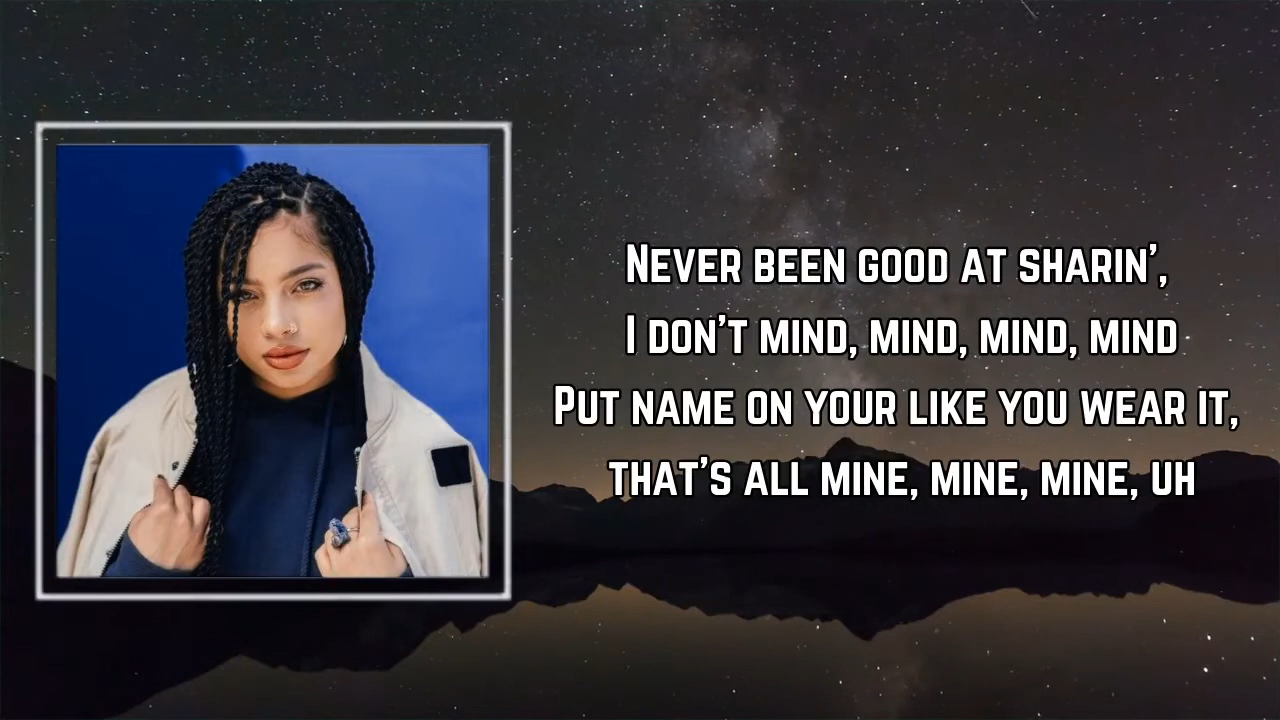 Never been good at sharin’,
I don’t mind, mind, mind, mind
Put name on your like you wear it,
that’s all mine, mine, mine, uh